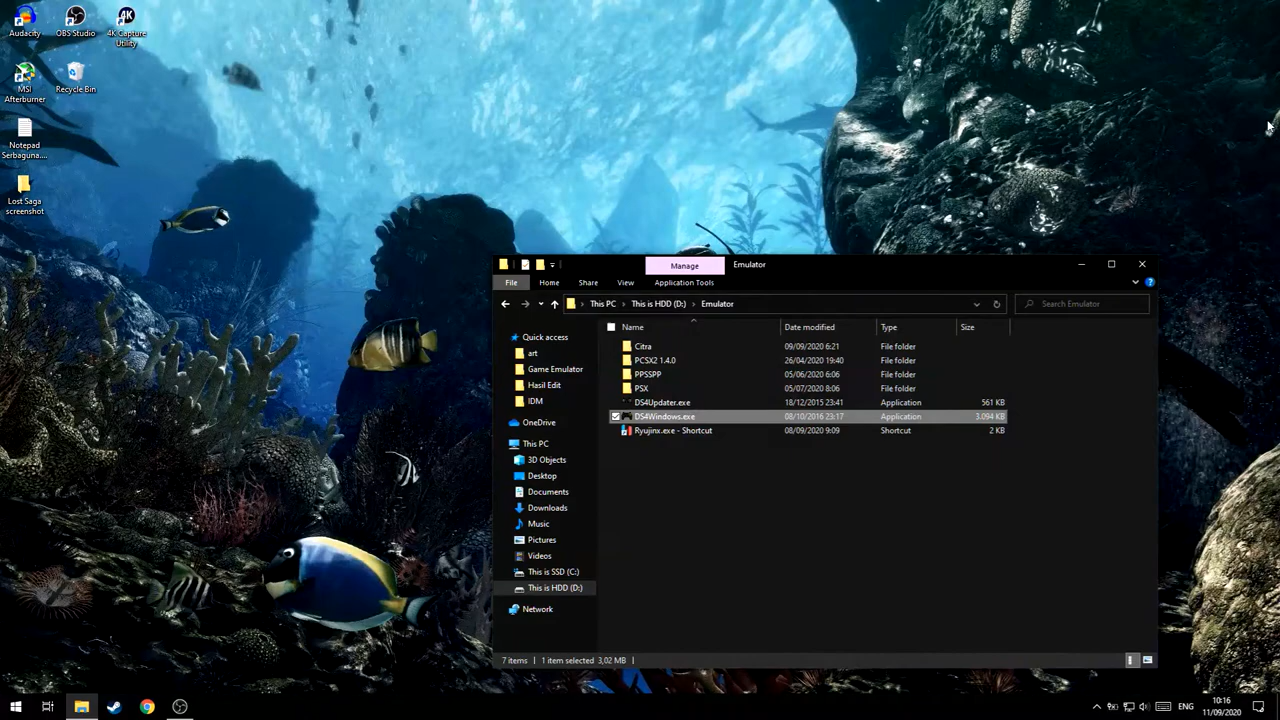 Audacity
OBS Studio
4K Capture
Utility
MSI
Afterburner
Recycle Bin
Notepad
Serbaguna....
Lost Saga
screenshot
Manage
Emulator
File
Home
Share
View
Application Tools
This PC
This is HDD (D:)
Emulator
Search Emulator
Quick access
art
Game Emulator
Hasil Edit
IDM
OneDrive
This PC
3D Objects
Desktop
Documents
Downloads
Music
Pictures
Videos
This is SSD (C:)
This is HDD (D:)
Network
Name Date modified Type Size
Citra 09/09/2020 6:21 File folder
PCSX2 1.4.0 26/04/2020 19:40 File folder
PPSSPP 05/06/2020 6:06 File folder
PSX 05/07/2020 8:06 File folder
DS4Updater.exe 18/12/2015 23:41 Application 561 KB
DS4Windows.exe 08/10/2016 23:17 Application 3.094 KB
Ryujinx.exe - Shortcut 08/09/2020 9:09 Shortcut 2 KB
7 items 1 item selected 3,02 MB
ENG
10:16
11/09/2020